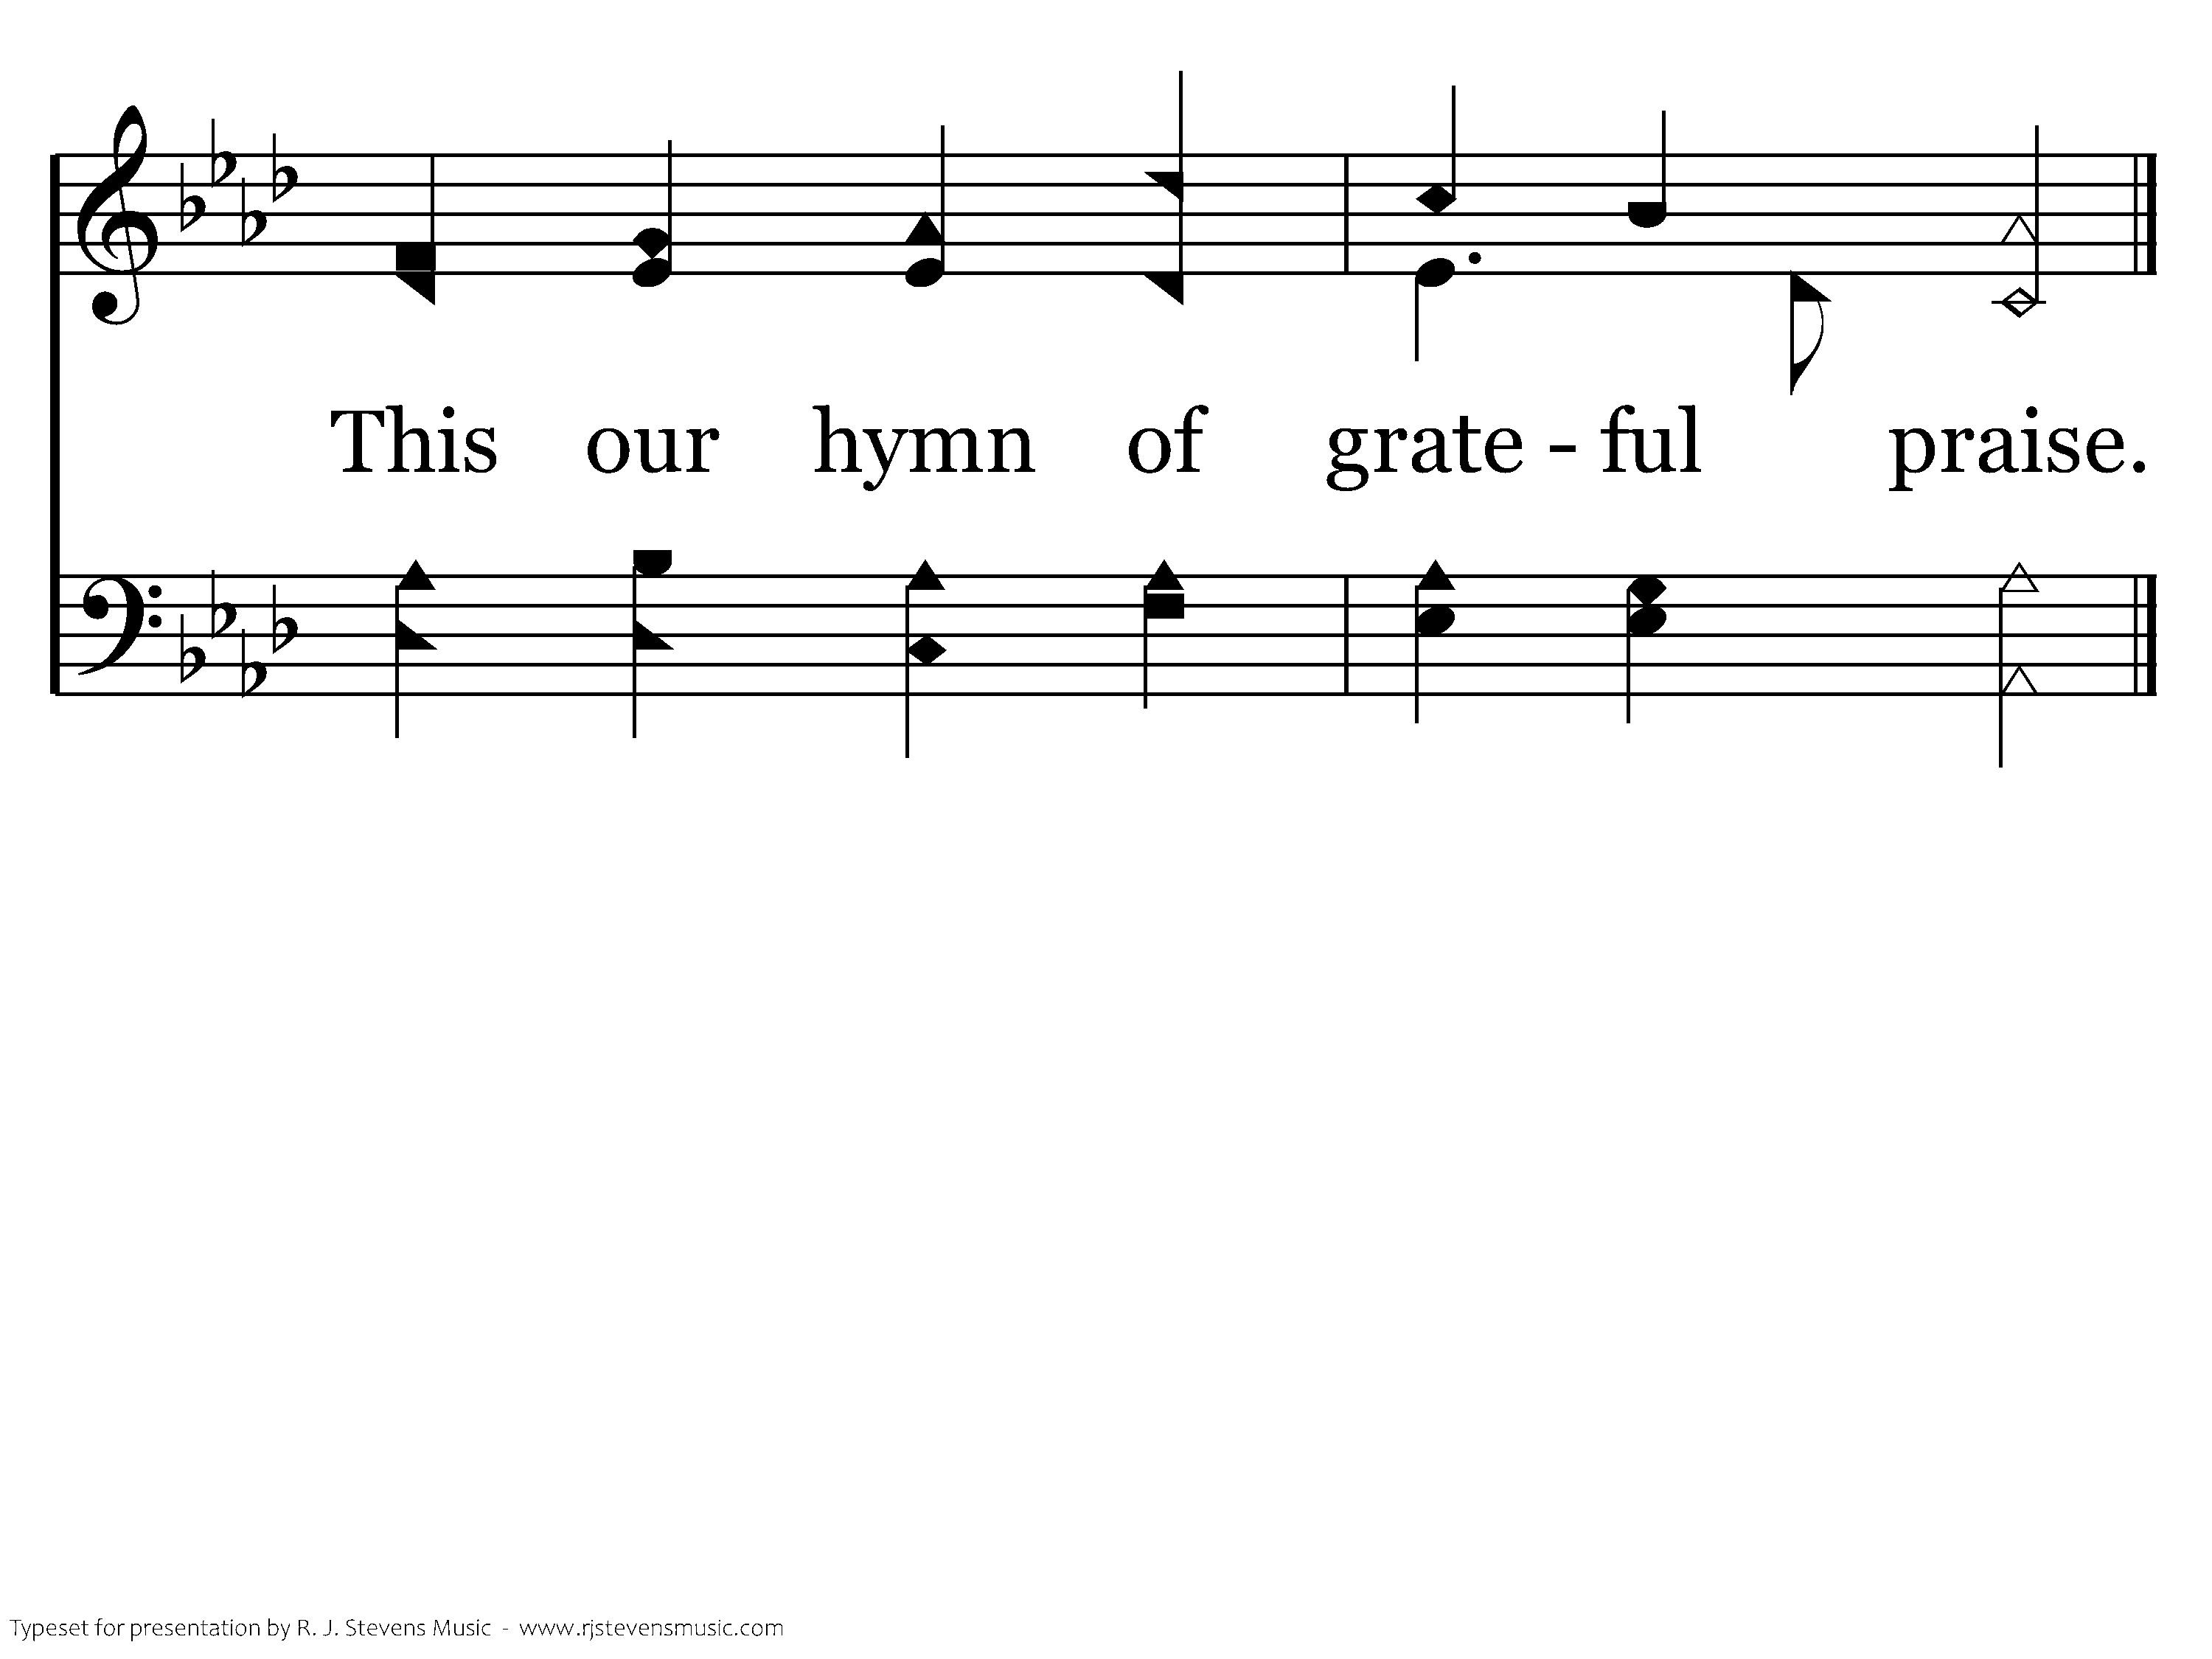 This our hymn of grate - ful praise.
Typeset for presentation by R. J. Stevens Music - www.rjstevensmusic.com